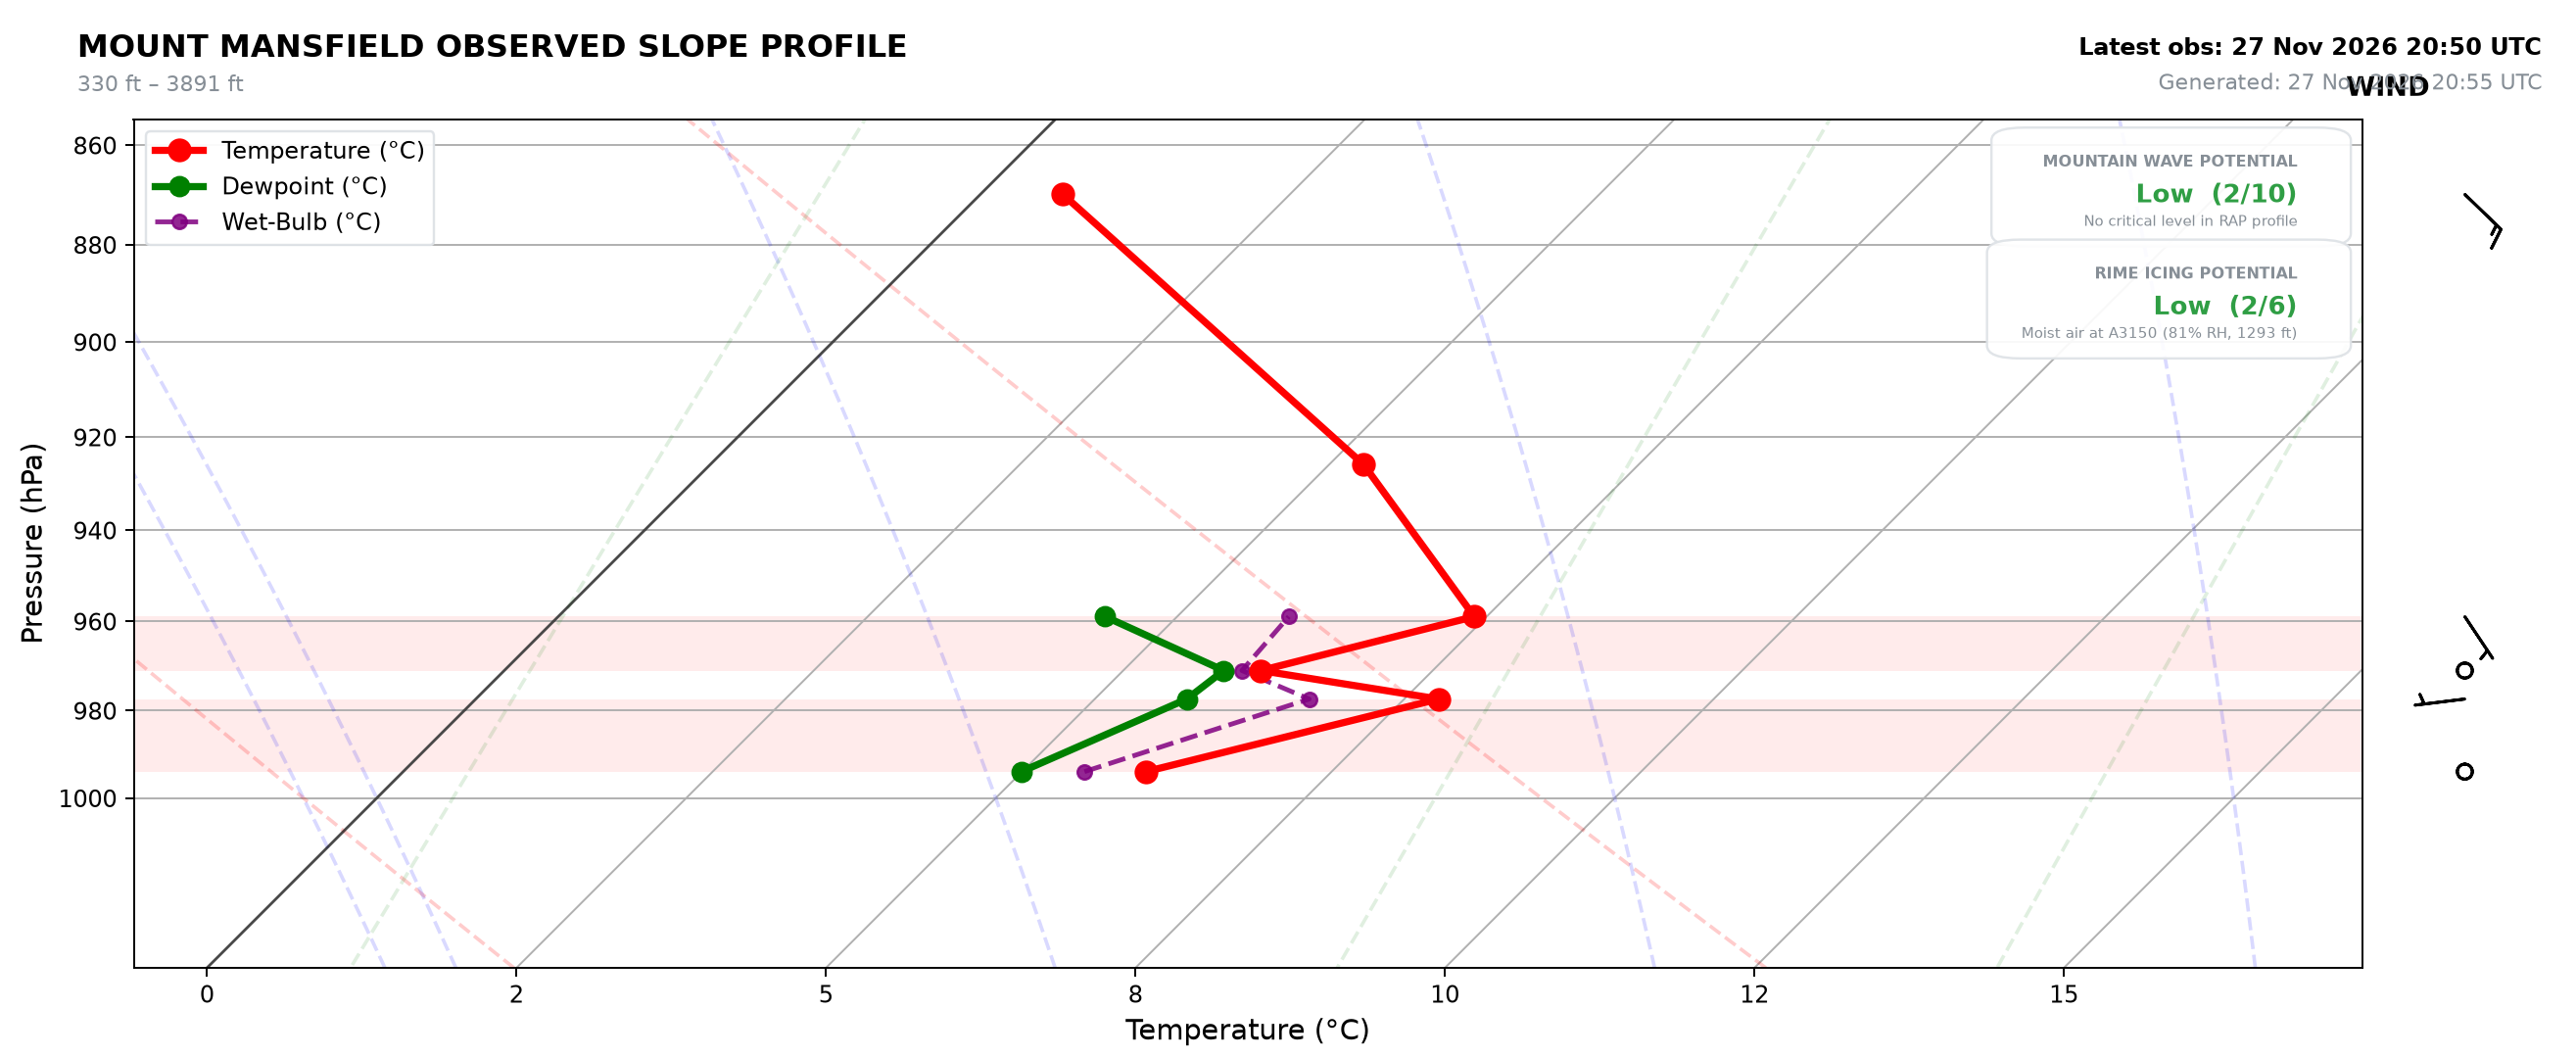 MOUNT MANSFIELD OBSERVED SLOPE PROFILE
330 ft – 3891 ft
Latest obs: 27 Nov 2026 20:50 UTC
Generated: 27 Nov 2026 20:55 UTC
WIND
Temperature (°C)
Dewpoint (°C)
Wet-Bulb (°C)
MOUNTAIN WAVE POTENTIAL
Low (2/10)
No critical level in RAP profile
RIME ICING POTENTIAL
Low (2/6)
Moist air at A3150 (81% RH, 1293 ft)
Pressure (hPa)
860
880
900
920
940
960
980
1000
0 2 5 8 10 12 15
Temperature (°C)